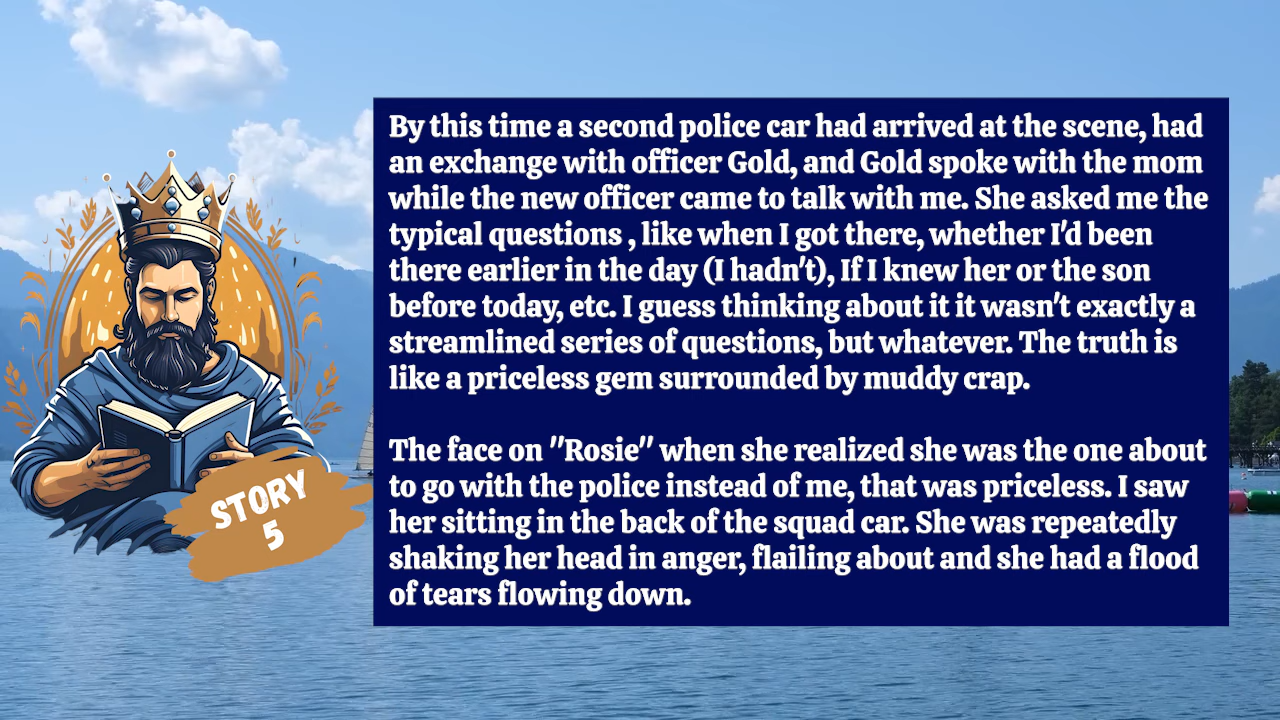 By this time a second police car had arrived at the scene, had
an exchange with officer Gold, and Gold spoke with the mom
while the new officer came to talk with me. She asked me the
typical questions , like when I got there, whether I'd been
there earlier in the day (I hadn't), If I knew her or the son
before today, etc. I guess thinking about it it wasn't exactly a
streamlined series of questions, but whatever. The truth is
like a priceless gem surrounded by muddy crap.
The face on "Rosie" when she realized she was the one about
to go with the police instead of me, that was priceless. I saw
her sitting in the back of the squad car. She was repeatedly
shaking her head in anger, flailing about and she had a flood
of tears flowing down.
STORY
5